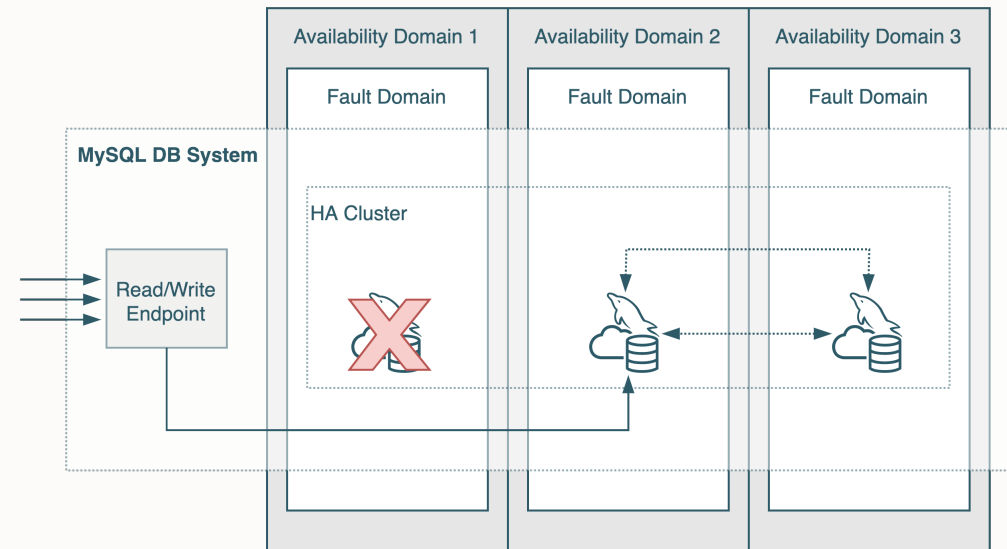 Availability Domain 1
Availability Domain 2
Availability Domain 3
Fault Domain
Fault Domain
Fault Domain
MySQL DB System
HA Cluster
Read/Write
Endpoint